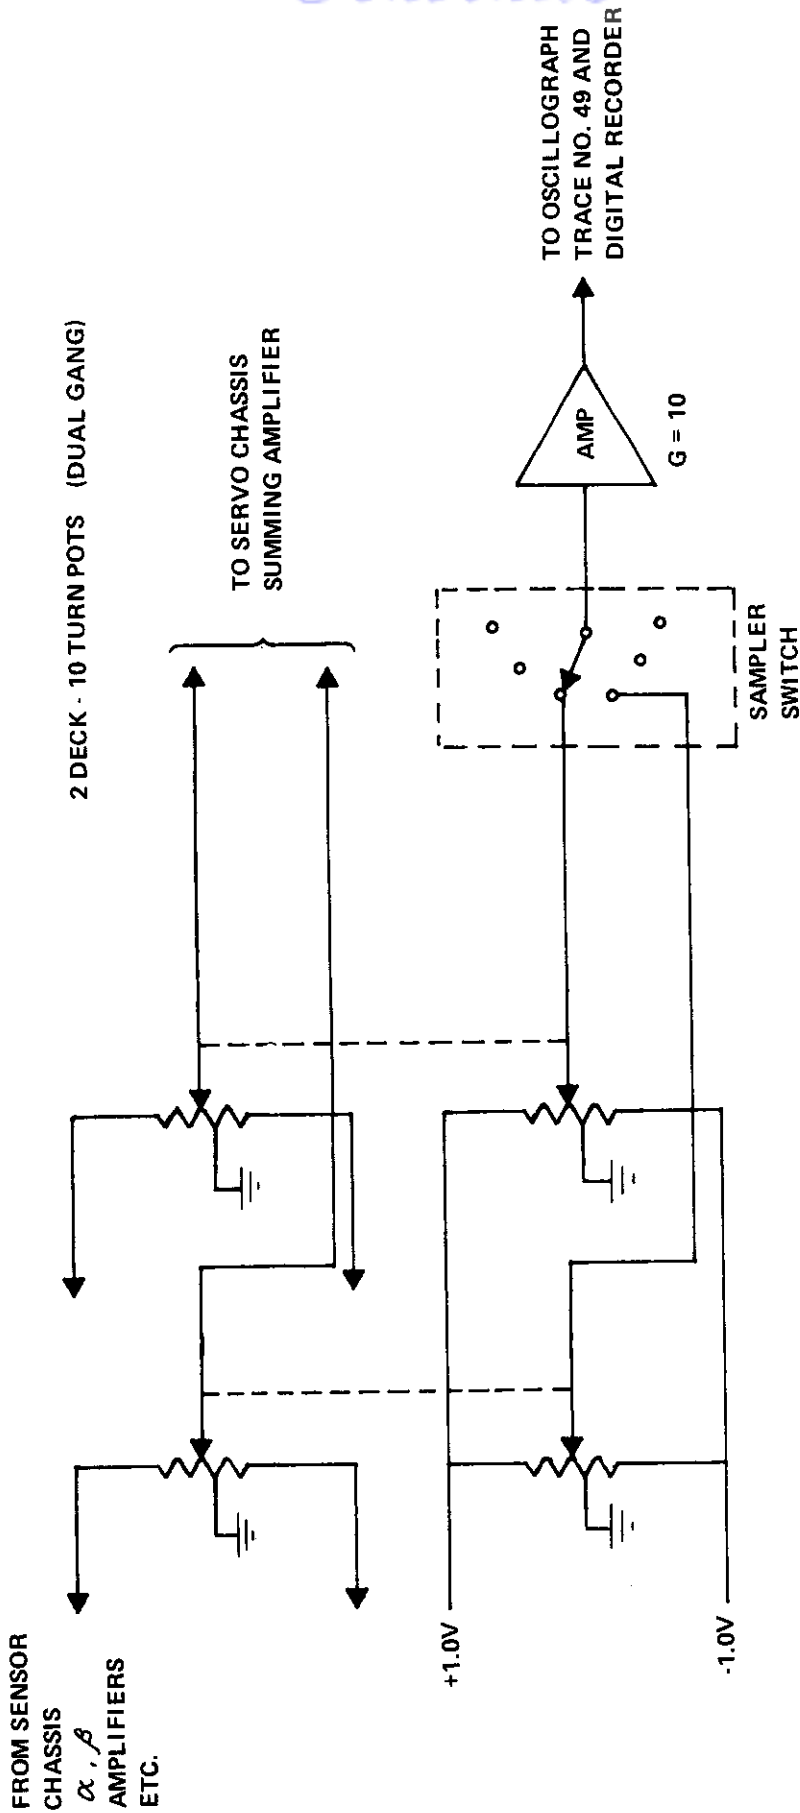 FROM SENSOR
CHASSIS
α, β
AMPLIFIERS
ETC.
2 DECK - 10 TURN POTS (DUAL GANG)
TO SERVO CHASSIS
SUMMING AMPLIFIER
+1.0V
-1.0V
SAMPLER
SWITCH
AMP
G = 10
TO OSCILLOGRAPH
TRACE NO. 49 AND
DIGITAL RECORDER